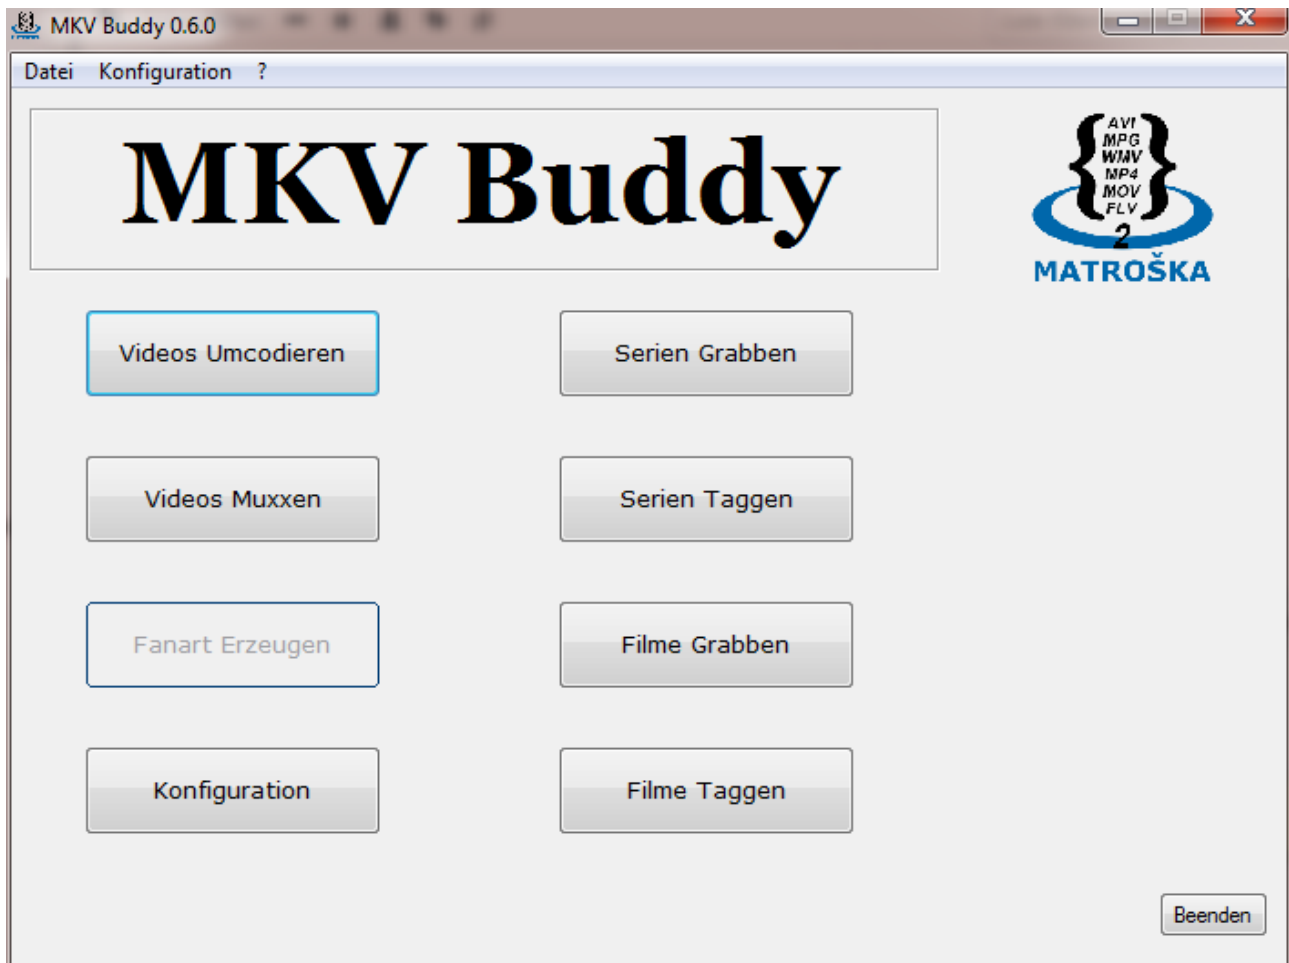 MKV Buddy 0.6.0
Datei Konfiguration ?
MKV Buddy
AVI
MPG
WMV
MP4
MOV
FLV
2
MATROŠKA
Videos Umcodieren
Serien Grabben
Videos Muxxen
Serien Taggen
Fanart Erzeugen
Filme Grabben
Konfiguration
Filme Taggen
Beenden